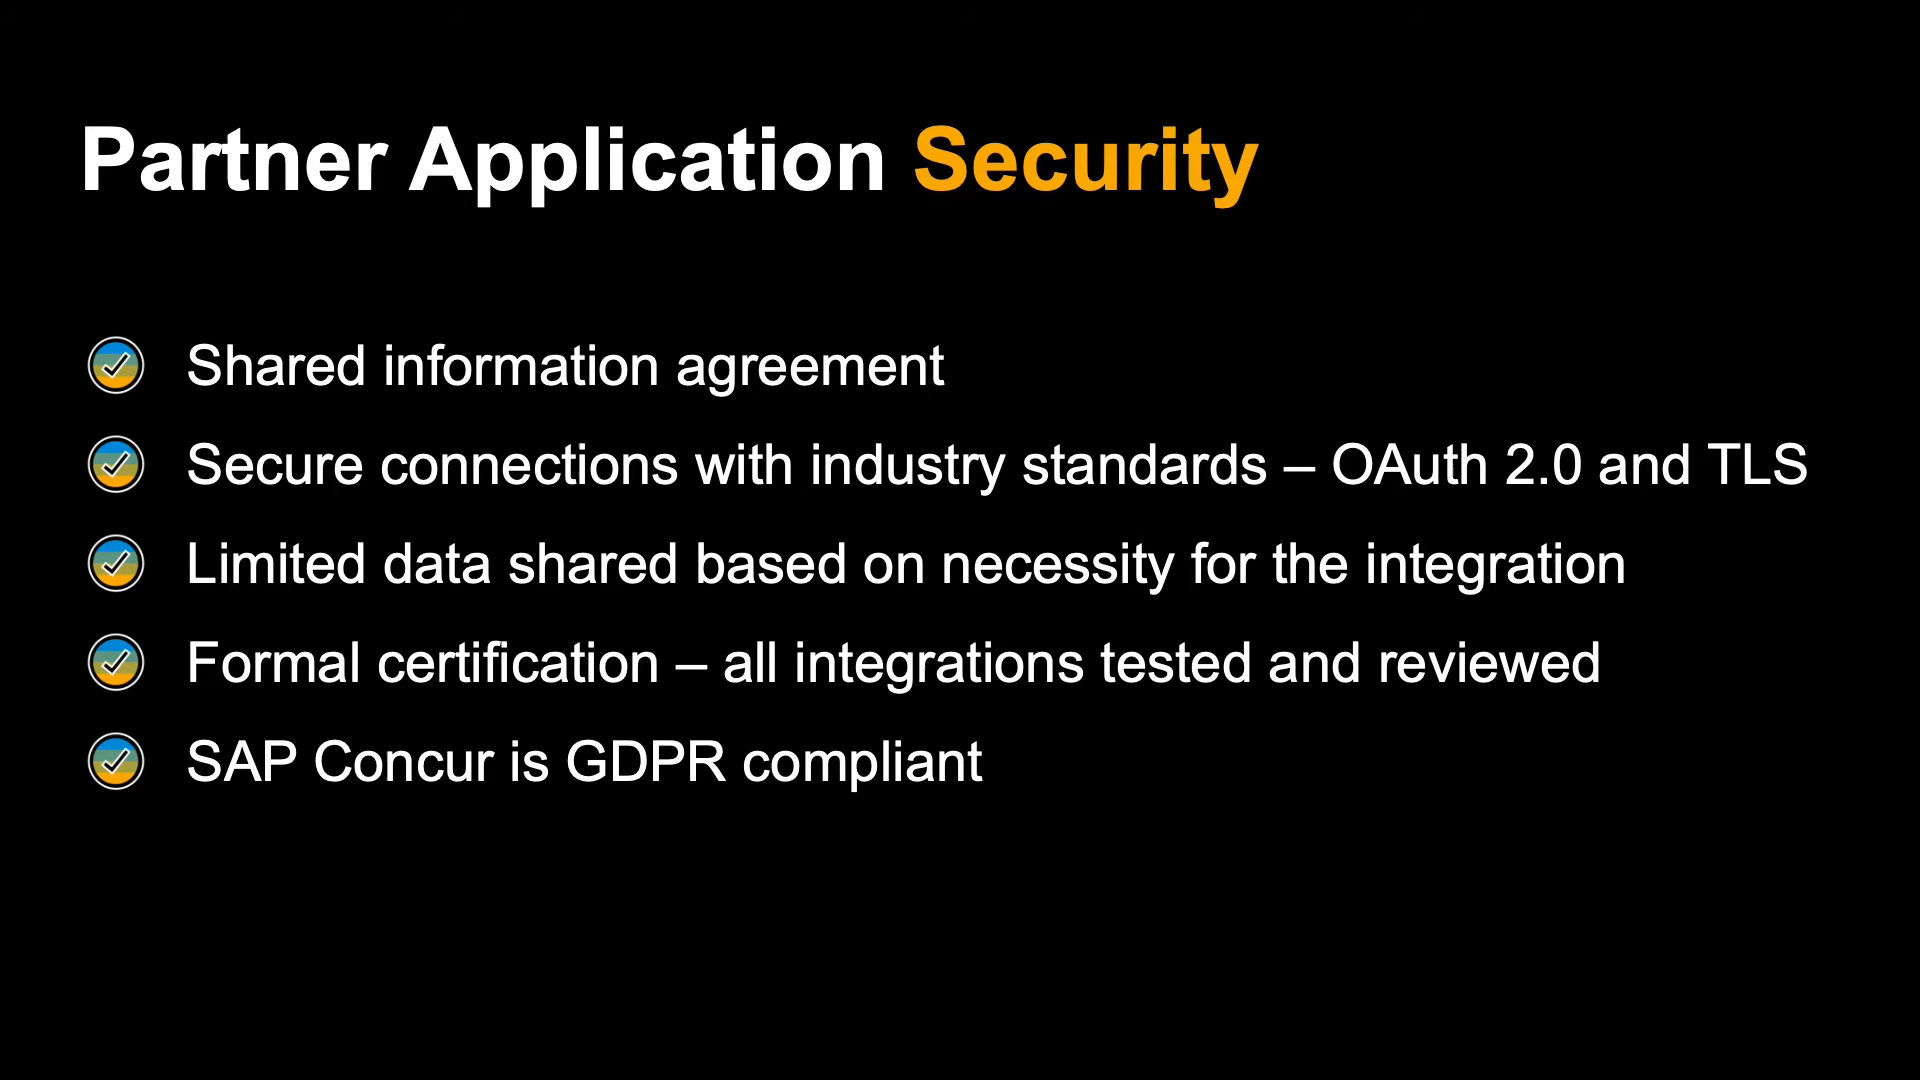 Partner Application Security
Shared information agreement
Secure connections with industry standards – OAuth 2.0 and TLS
Limited data shared based on necessity for the integration
Formal certification – all integrations tested and reviewed
SAP Concur is GDPR compliant